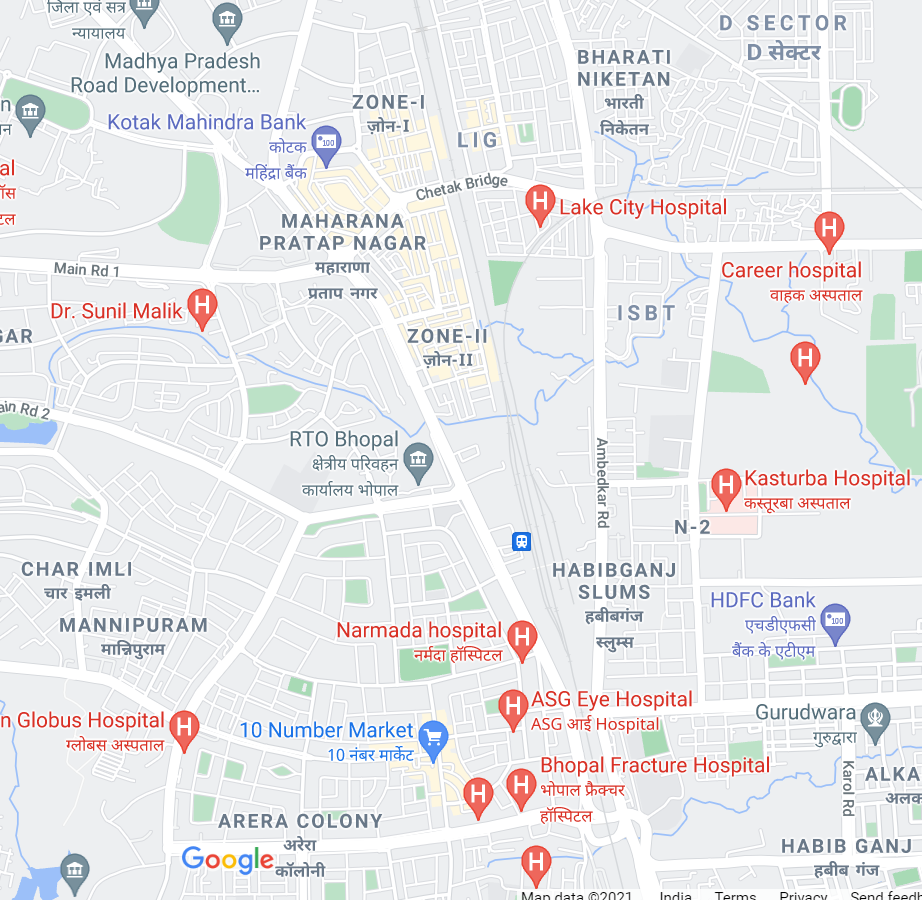 जिला एवं सत्र
न्यायालय
Madhya Pradesh
Road Development...
D SECTOR
D सेक्टर
BHARATI
NIKETAN
भारती
निकेतन
ZONE-I
ज़ोन-I
LIG
Kotak Mahindra Bank
कोटक
महिंद्रा बैंक
100
Chetak Bridge
Lake City Hospital
MAHARANA
PRATAP NAGAR
महाराणा
प्रताप नगर
Main Rd 1
Career hospital
वाहक अस्पताल
Dr. Sunil Malik
ISBT
ZONE-II
ज़ोन-II
GAR
ain Rd 2
RTO Bhopal
क्षेत्रीय परिवहन
कार्यालय भोपाल
Ambedkar Rd
Kasturba Hospital
कस्तूरबा अस्पताल
N-2
CHAR IMLI
चार इमली
HABIBGANJ
SLUMS
हबीबगंज
स्लुम्स
MANNIPURAM
मान्निपुराम
HDFC Bank
एचडीएफसी
बैंक के एटीएम
100
Narmada hospital
नर्मदा हॉस्पिटल
ASG Eye Hospital
ASG आई Hospital
n Globus Hospital
ग्लोबस अस्पताल
10 Number Market
10 नंबर मार्केट
Gurudwara
गुरुद्वारा
Bhopal Fracture Hospital
भोपाल फ्रैक्चर
हॉस्पिटल
Karol Rd
ALKA
अलक
ARERA COLONY
अरेरा
कॉलोनी
HABIB GANJ
हबीब गंज
Google
Map data ©2021
India
Terms
Privacy
Send feedb